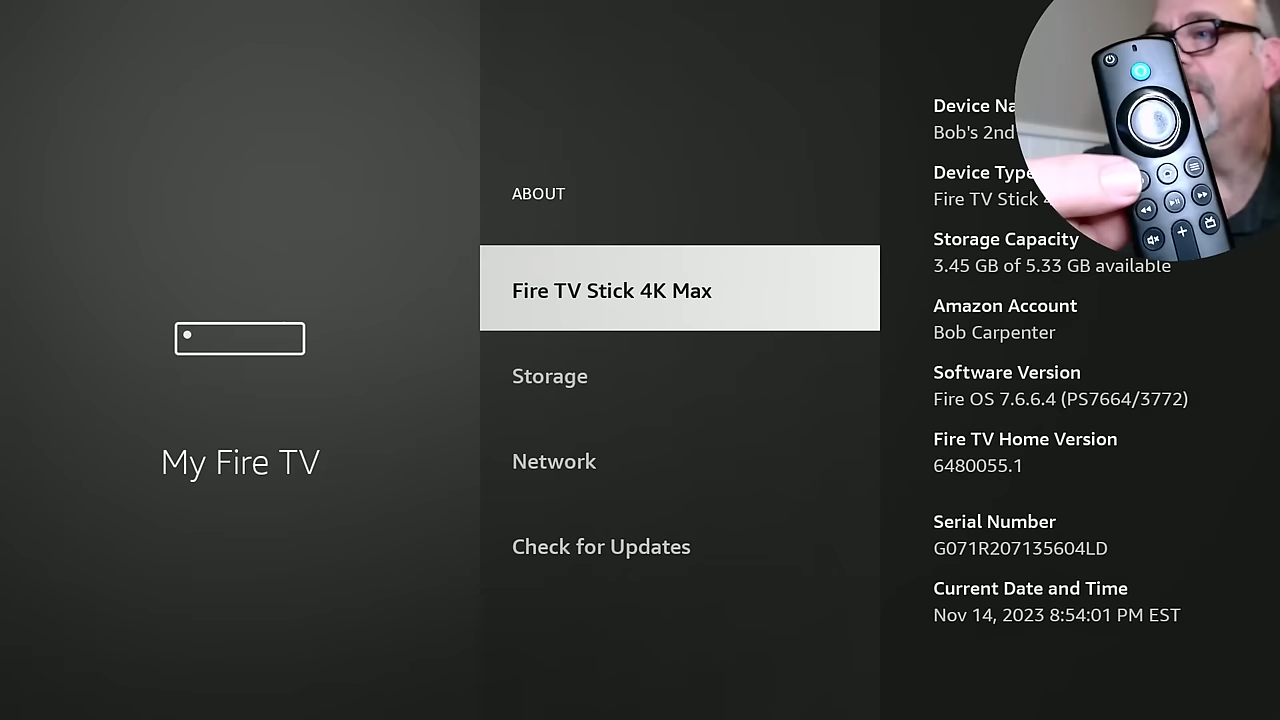 My Fire TV
ABOUT
Fire TV Stick 4K Max
Storage
Network
Check for Updates
Device
Bob's 2nd
Device Type
Fire TV Stick
Storage Capacity
3.45 GB of 5.33 GB available
Amazon Account
Bob Carpenter
Software Version
Fire OS 7.6.6.4 (PS7664/3772)
Fire TV Home Version
6480055.1
Serial Number
G071R207135604LD
Current Date and Time
Nov 14, 2023 8:54:01 PM EST